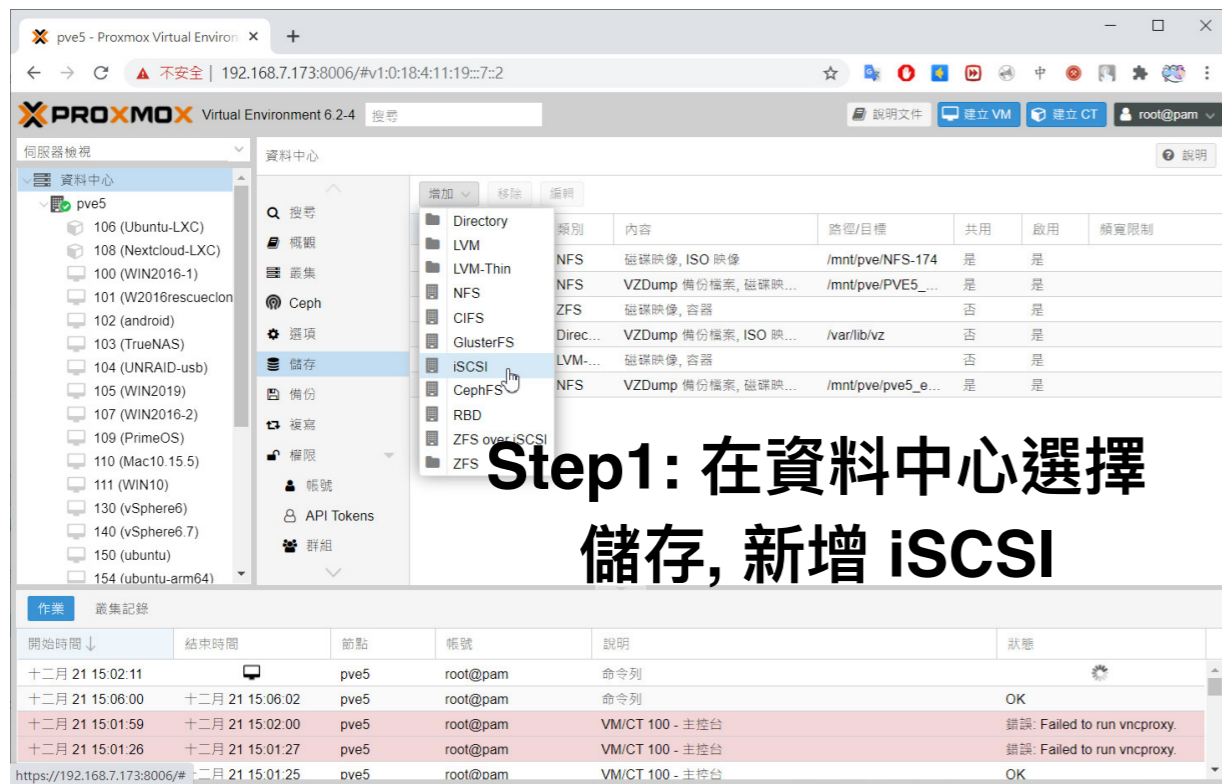 pve5 - Proxmox Virtual Environ
不安全 | 192.168.7.173:8006/#v1:0:18:4:11:19:::7::2
PROXMOX Virtual Environment 6.2-4 搜尋 說明文件 建立 VM 建立 CT root@pam
伺服器檢視
資料中心
pve5
106 (Ubuntu-LXC)
108 (Nextcloud-LXC)
100 (WIN2016-1)
101 (W2016rescueclon
102 (android)
103 (TrueNAS)
104 (UNRAID-usb)
105 (WIN2019)
107 (WIN2016-2)
109 (PrimeOS)
110 (Mac10.15.5)
111 (WIN10)
130 (vSphere6)
140 (vSphere6.7)
150 (ubuntu)
154 (ubuntu-arm64)
資料中心 說明
搜尋
概觀
叢集
Ceph
選項
儲存
備份
複寫
權限
帳號
API Tokens
群組
增加 移除 編輯
Directory
LVM
LVM-Thin
NFS
CIFS
GlusterFS
iSCSI
CephFS
RBD
ZFS over iSCSI
ZFS
類別 內容 路徑/目標 共用 啟用 頻寬限制
NFS 磁碟映像, ISO 映像 /mnt/pve/NFS-174 是 是
NFS VZDump 備份檔案, 磁碟映... /mnt/pve/PVE5_... 是 是
ZFS 磁碟映像, 容器 否 是
Direc... VZDump 備份檔案, ISO 映... /var/lib/vz 否 是
LVM-... 磁碟映像, 容器 否 是
NFS VZDump 備份檔案, 磁碟映... /mnt/pve/pve5_e... 是 是
Step1: 在資料中心選擇
儲存, 新增 iSCSI
作業 叢集記錄
開始時間↓ 結束時間 節點 帳號 說明 狀態
十二月 21 15:02:11 pve5 root@pam 命令列
十二月 21 15:06:00 十二月 21 15:06:02 pve5 root@pam 命令列 OK
十二月 21 15:01:59 十二月 21 15:02:00 pve5 root@pam VM/CT 100 - 主控台 錯誤: Failed to run vncproxy.
十二月 21 15:01:26 十二月 21 15:01:27 pve5 root@pam VM/CT 100 - 主控台 錯誤: Failed to run vncproxy.
https://192.168.7.173:8006/# 二月 21 15:01:25 pve5 root@pam VM/CT 100 - 主控台 OK